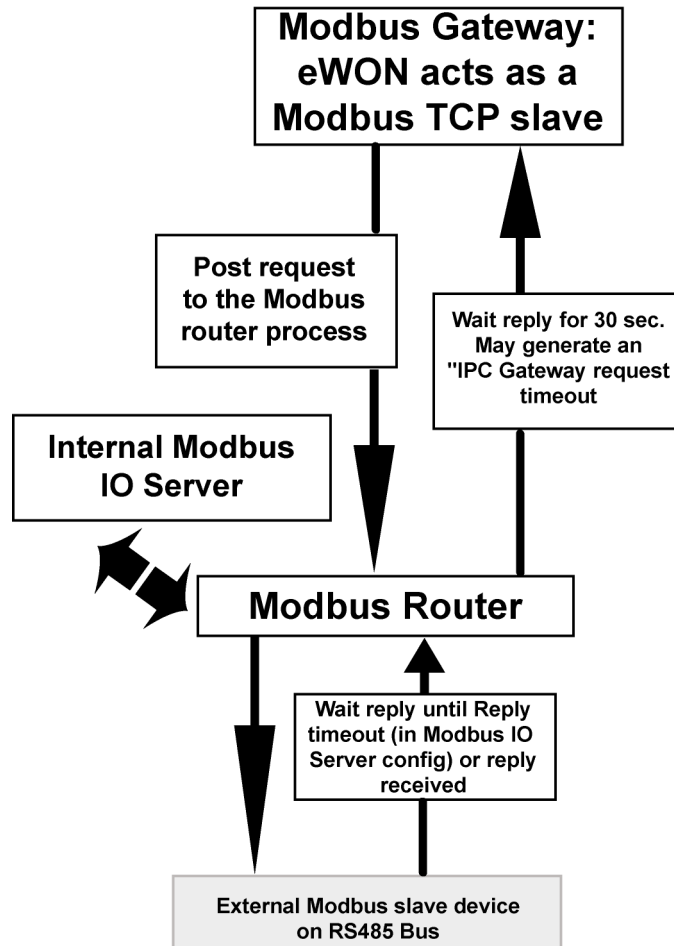 Modbus Gateway:
eWON acts as a
Modbus TCP slave
Post request
to the Modbus
router process
Wait reply for 30 sec.
May generate an
"IPC Gateway request
timeout
Internal Modbus
IO Server
Modbus Router
Wait reply until Reply
timeout (in Modbus IO
Server config) or reply
received
External Modbus slave device
on RS485 Bus